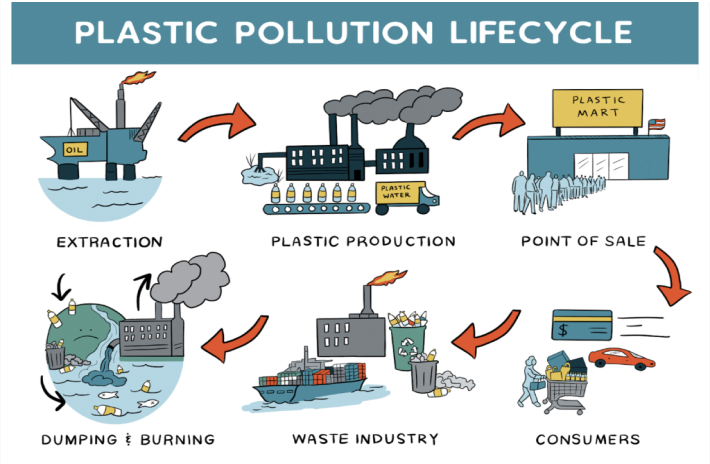 PLASTIC POLLUTION LIFECYCLE
OIL
EXTRACTION
PLASTIC
WATER
PLASTIC PRODUCTION
PLASTIC
MART
POINT OF SALE
$
CONSUMERS
WASTE INDUSTRY
DUMPING & BURNING